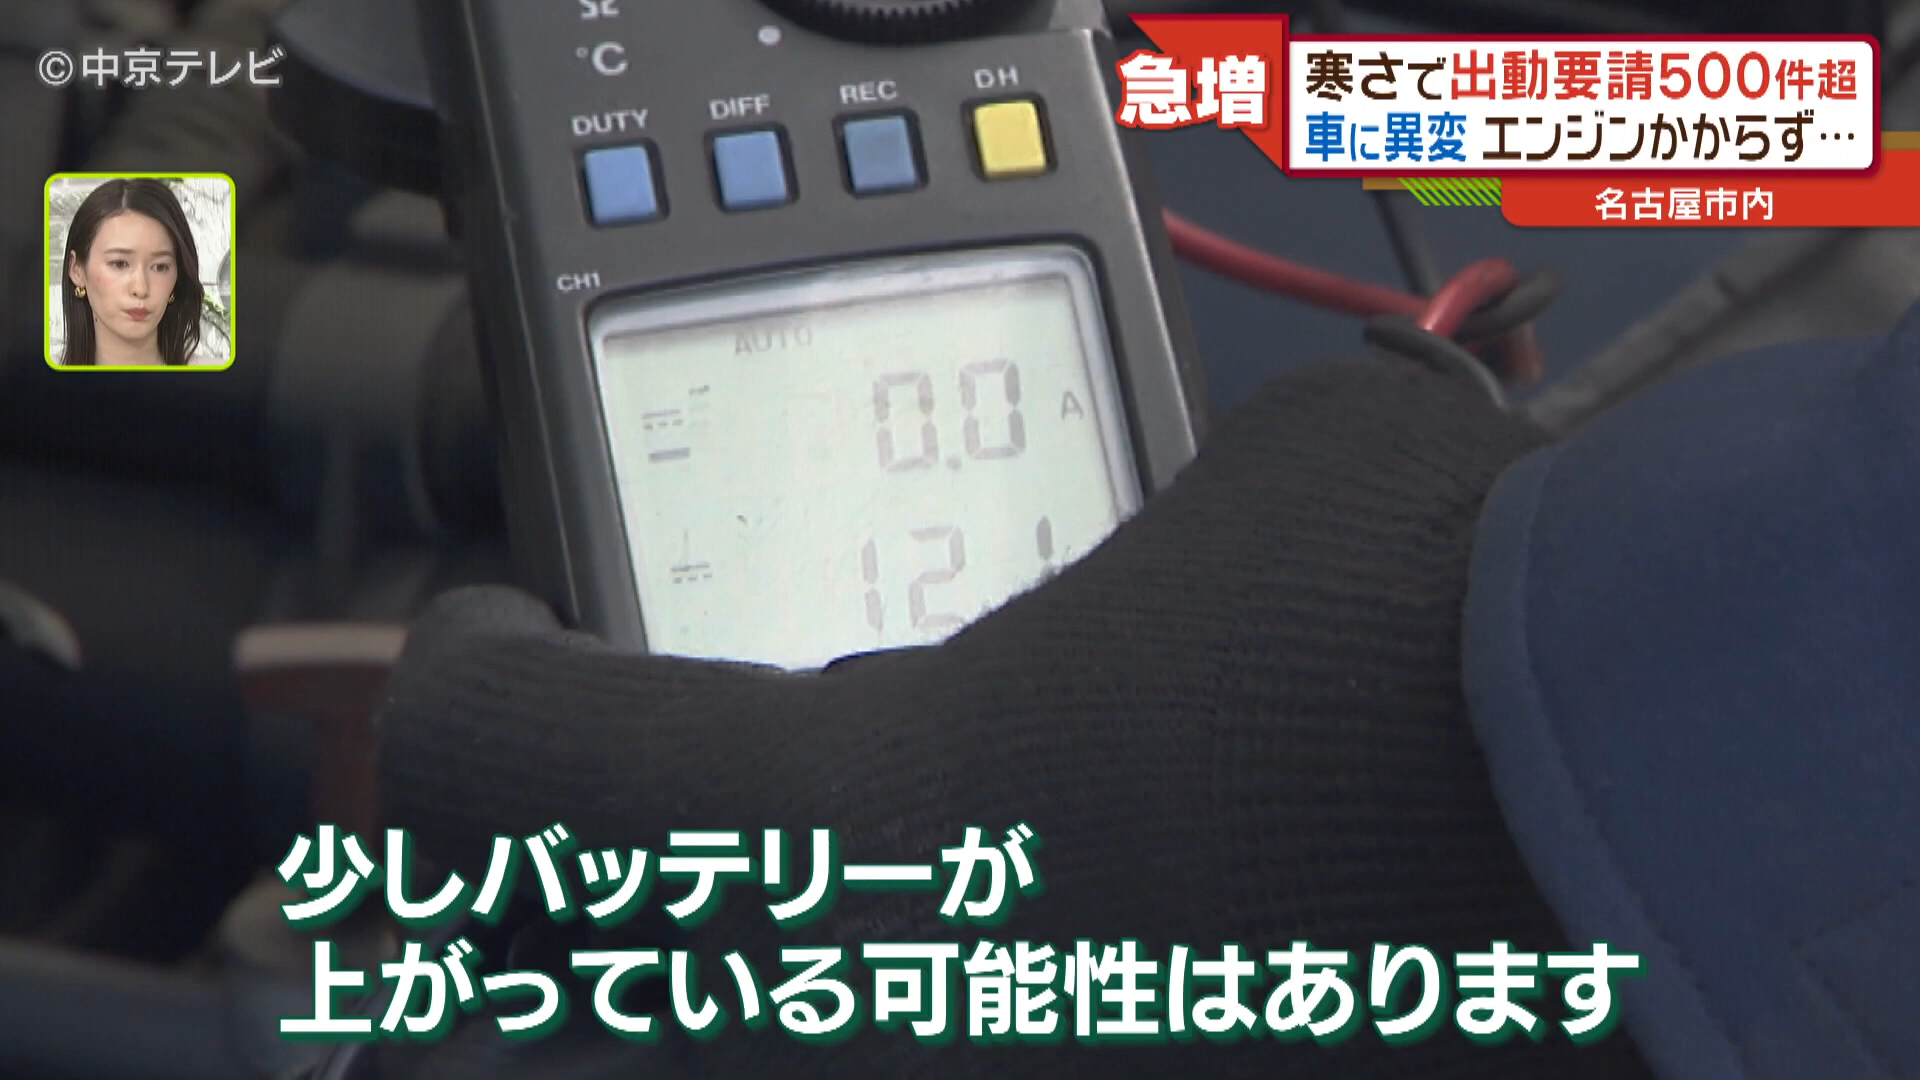 ©中京テレビ
急増
寒さで出動要請500件超
車に異変 エンジンかからず…
名古屋市内
℃
DUTY
DIFF
REC
DH
CH1
AUTO
0.0 A
少しバッテリーが
上がっている可能性はあります